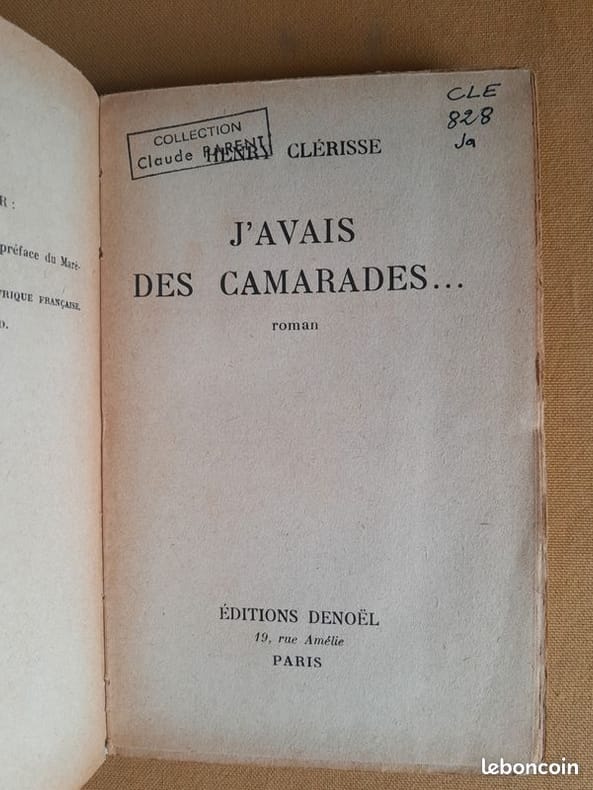 R :
préface du Maré-
FRIQUE FRANÇAISE.
D.
COLLECTION
Claude PARENT
CLE
828
Ja
HENRY CLÉRISSE
J'AVAIS
DES CAMARADES...
roman
ÉDITIONS DENOËL
19, rue Amélie
PARIS
leboncoin